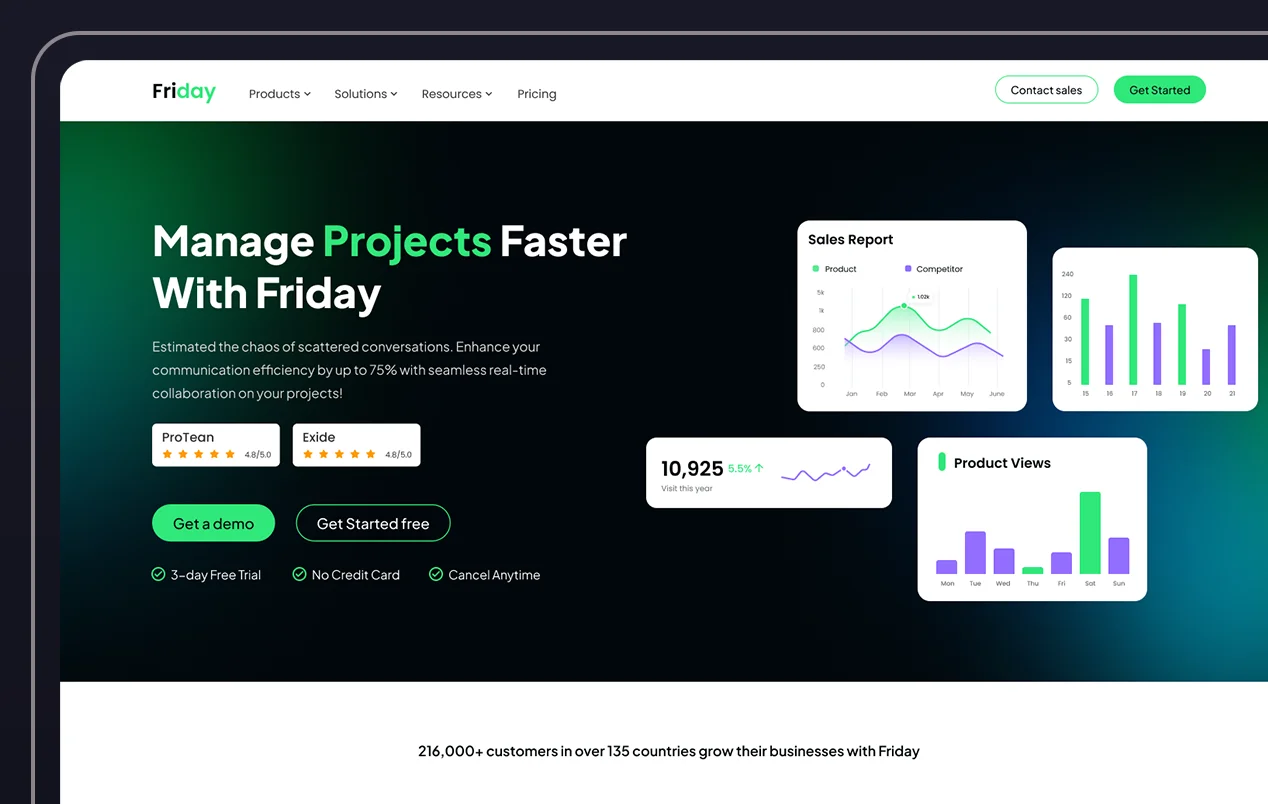 Friday
Products
Solutions
Resources
Pricing
Contact sales
Get Started
Manage Projects Faster
With Friday
Estimated the chaos of scattered conversations. Enhance your
communication efficiency by up to 75% with seamless real-time
collaboration on your projects!
ProTean
4.8/5.0
Exide
4.8/5.0
Get a demo
Get Started free
3-day Free Trial
No Credit Card
Cancel Anytime
Sales Report
Product
Competitor
1.02k
5k
1k
800
600
250
0
Jan Feb Mar Apr May June
240
120
60
30
15
5
15 16 17 18 19 20 21
10,925 5.5%
Visit this year
Product Views
Mon Tue Wed Thu Fri Sat Sun
216,000+ customers in over 135 countries grow their businesses with Friday